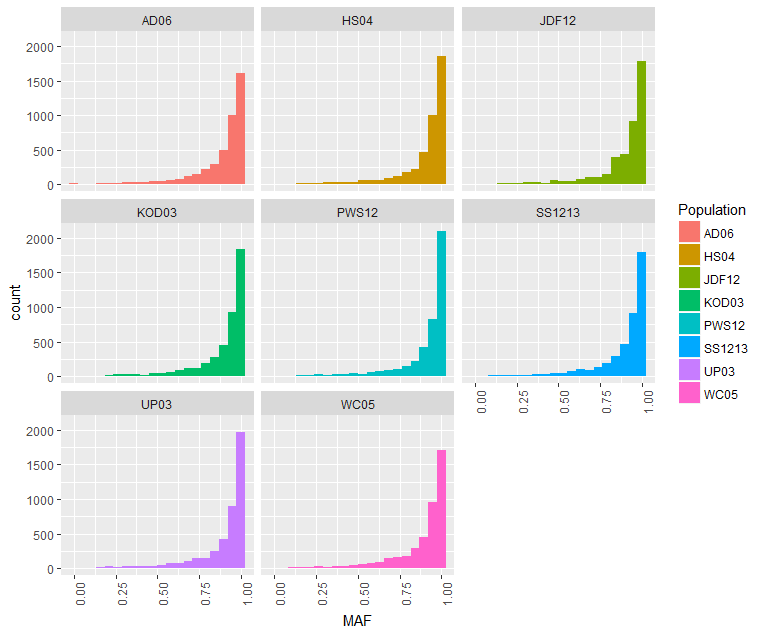 AD06 HS04 JDF12
2000
1500
1000
500
0
KOD03 PWS12 SS1213
2000
1500
1000
500
0
0.00 0.25 0.50 0.75 1.00
UP03 WC05
2000
1500
1000
500
0
0.00 0.25 0.50 0.75 1.00 0.00 0.25 0.50 0.75 1.00
count
MAF
Population
AD06
HS04
JDF12
KOD03
PWS12
SS1213
UP03
WC05